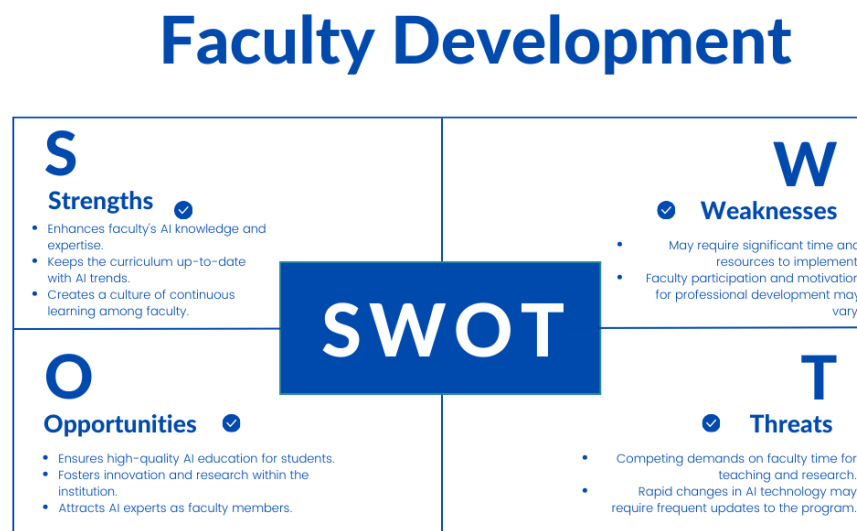 Faculty Development
S
Strengths
• Enhances faculty's AI knowledge and
expertise.
• Keeps the curriculum up-to-date
with AI trends.
• Creates a culture of continuous
learning among faculty.
W
Weaknesses
• May require significant time and
resources to implement
• Faculty participation and motivation
for professional development may
vary
SWOT
O
Opportunities
• Ensures high-quality AI education for students.
• Fosters innovation and research within the
institution.
• Attracts AI experts as faculty members.
T
Threats
• Competing demands on faculty time for
teaching and research.
• Rapid changes in AI technology may
require frequent updates to the program.